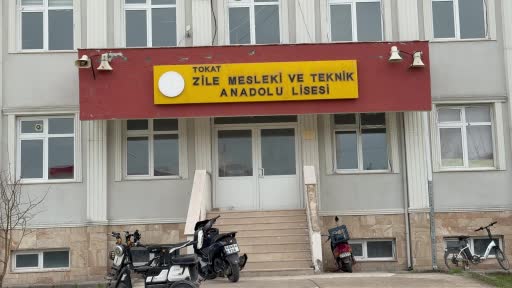 TOKAT
ZİLE MESLEKİ VE TEKNİK
ANADOLU LİSESİ